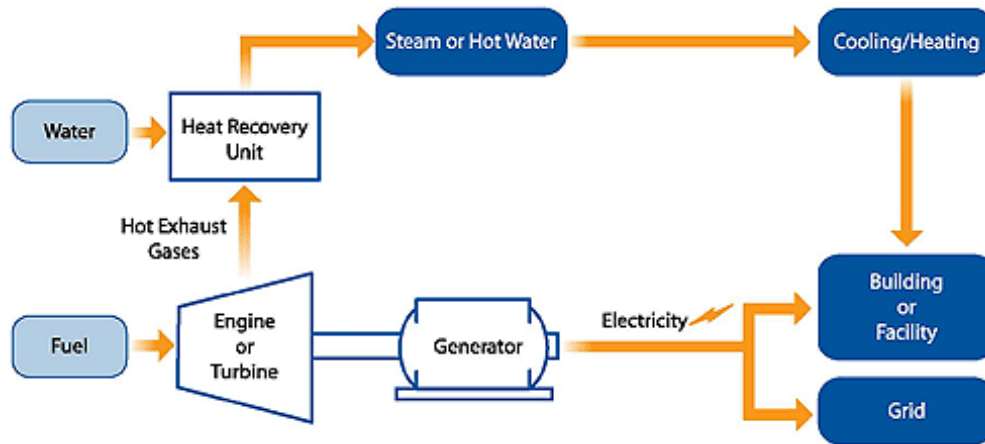 Steam or Hot Water
Cooling/Heating
Water
Heat Recovery
Unit
Hot Exhaust
Gases
Fuel
Engine
or
Turbine
Generator
Electricity
Building
or
Facility
Grid